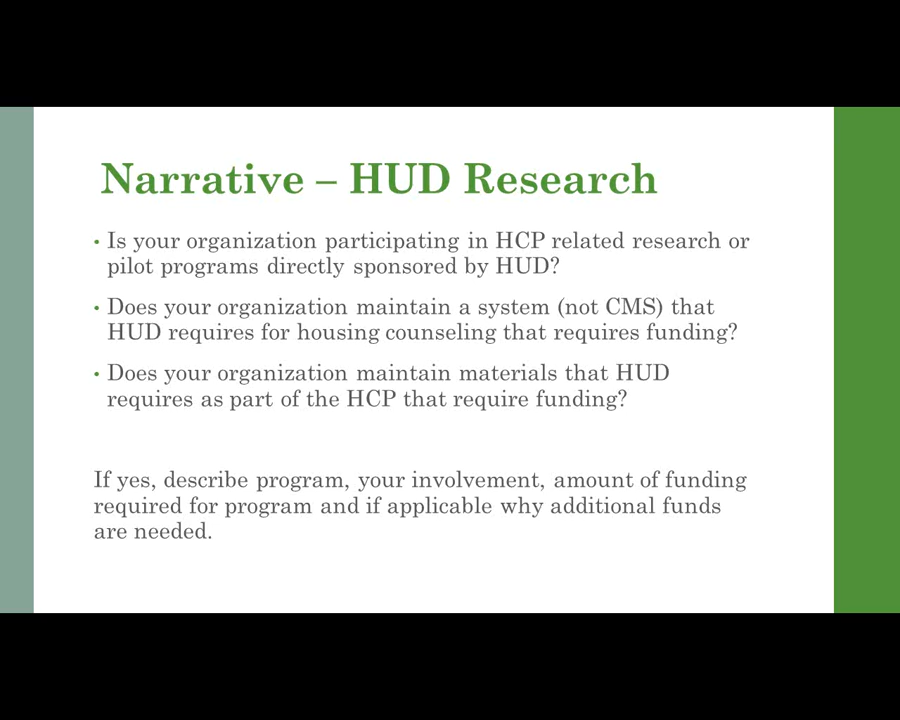 Narrative – HUD Research
• Is your organization participating in HCP related research or
pilot programs directly sponsored by HUD?
• Does your organization maintain a system (not CMS) that
HUD requires for housing counseling that requires funding?
• Does your organization maintain materials that HUD
requires as part of the HCP that require funding?
If yes, describe program, your involvement, amount of funding
required for program and if applicable why additional funds
are needed.